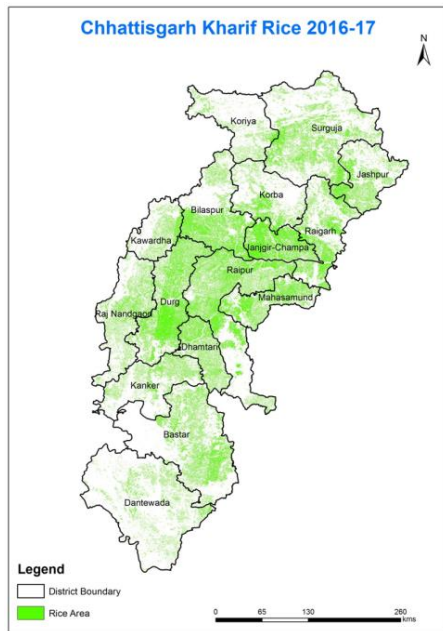 Chhattisgarh Kharif Rice 2016-17
N
Koriya
Surguja
Jashpur
Korba
Bilaspur
Raigarh
Kawardha
Janjgir-Champa
Raipur
Mahasamund
Durg
Raj Nandgaon
Dhamtari
Kanker
Bastar
Dantewada
Legend
District Boundary
Rice Area
0 65 130 260
kms